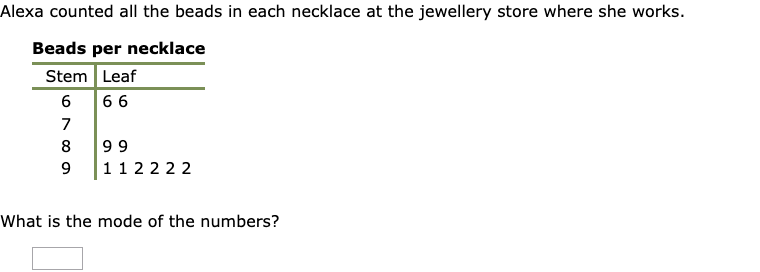 Alexa counted all the beads in each necklace at the jewellery store where she works.
Beads per necklace
Stem Leaf
6 6 6
7
8 9 9
9 1 1 2 2 2 2
What is the mode of the numbers?